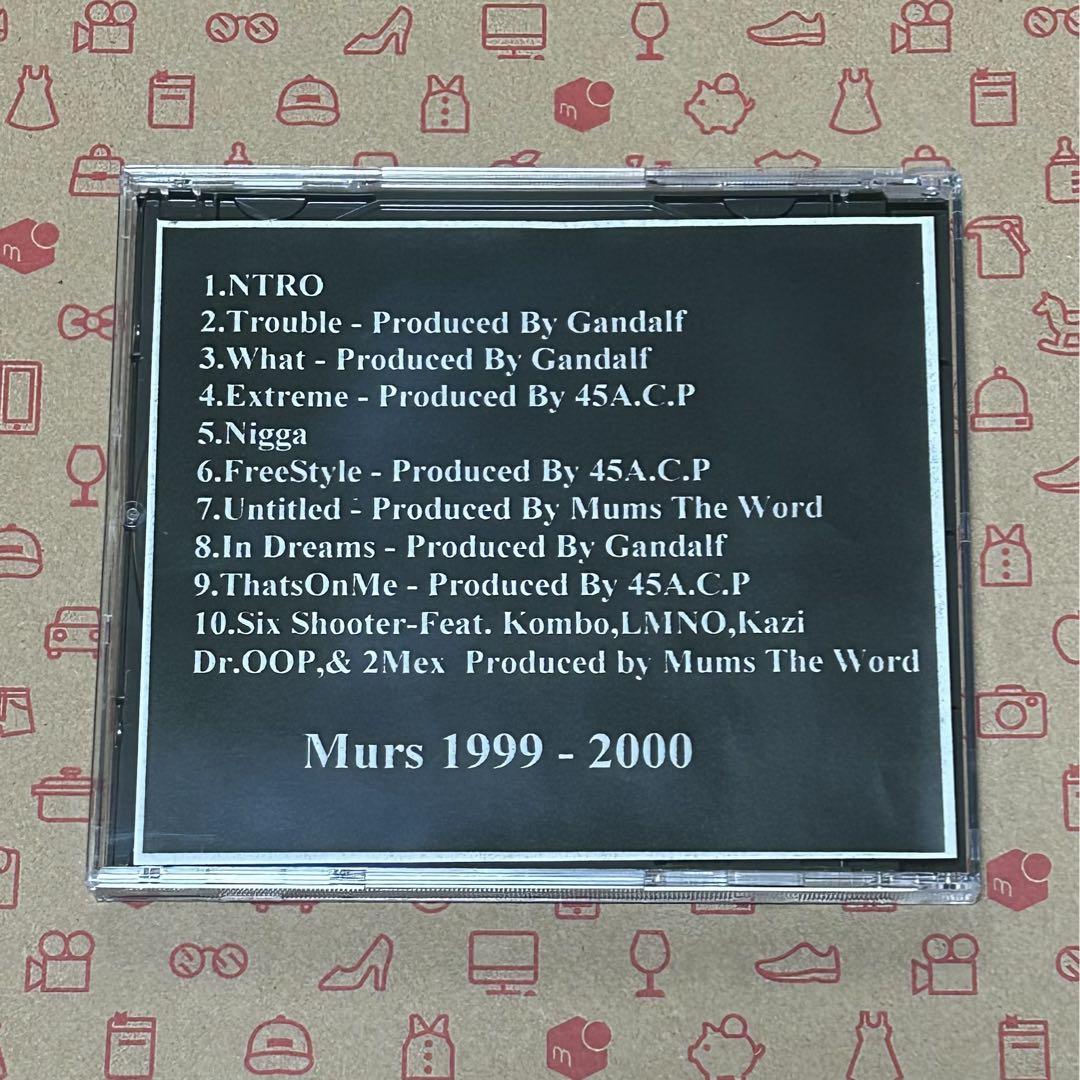 1.NTRO
2.Trouble - Produced By Gandalf
3.What - Produced By Gandalf
4.Extreme - Produced By 45A.C.P
5.Nigga
6.FreeStyle - Produced By 45A.C.P
7.Untitled - Produced By Mums The Word
8.In Dreams - Produced By Gandalf
9.ThatsOnMe - Produced By 45A.C.P
10.Six Shooter-Feat. Kombo,LMNO,Kazi
Dr.OOP,& 2Mex Produced by Mums The Word
Murs 1999 - 2000